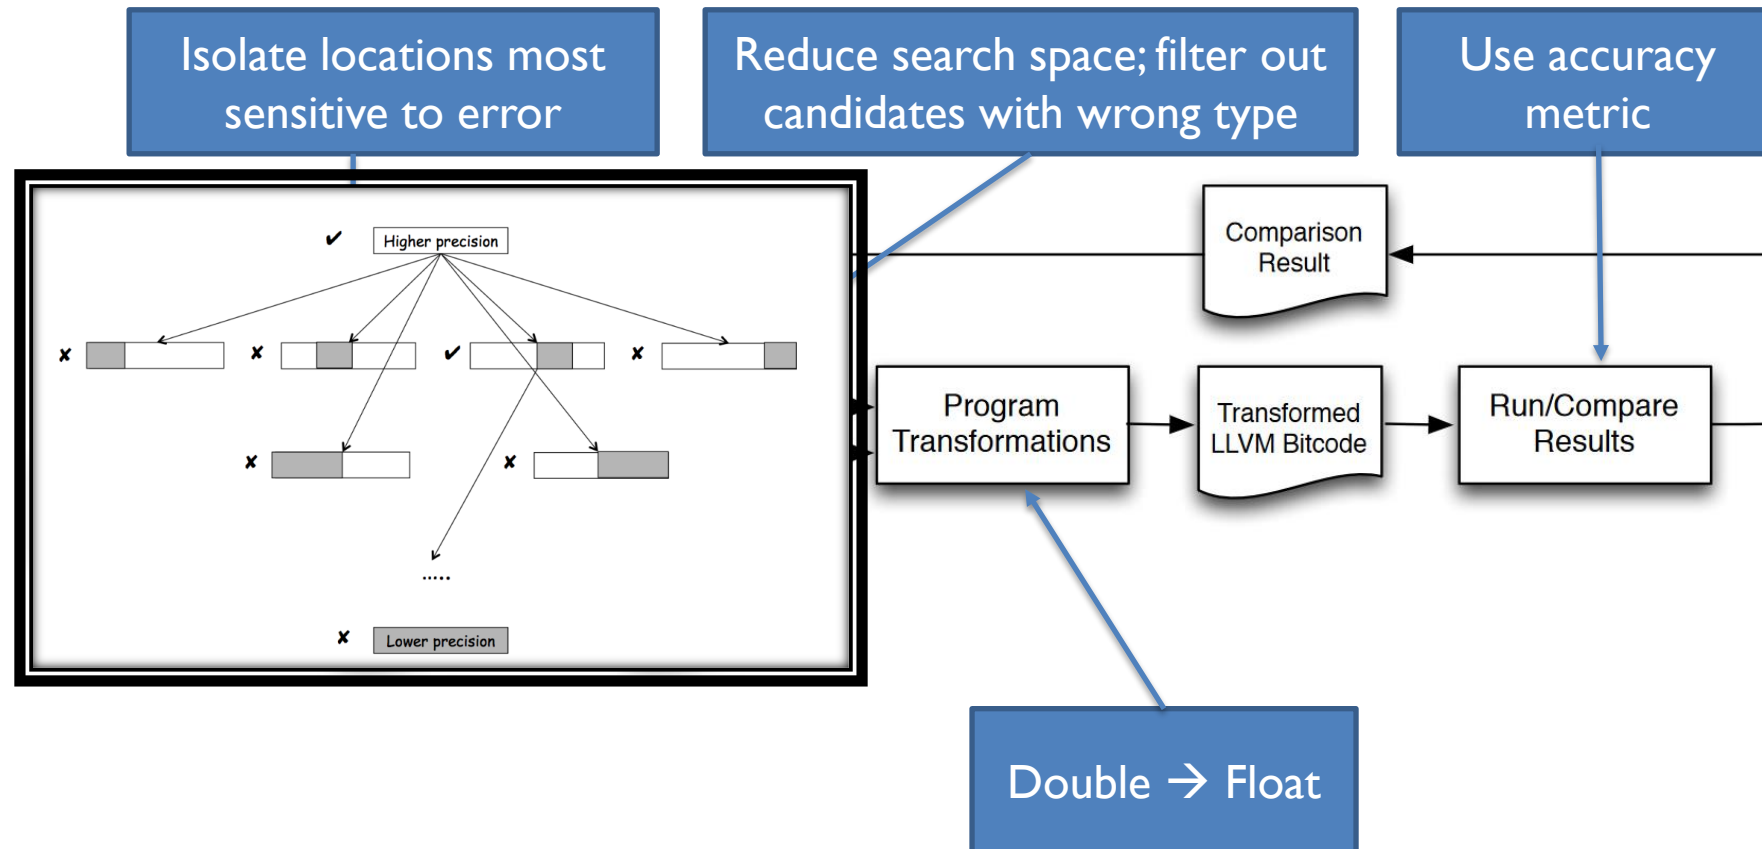 Isolate locations most
sensitive to error
Reduce search space; filter out
candidates with wrong type
Use accuracy
metric
✔ Higher precision
✘ ✘ ✔ ✘
✘ ✘
.....
✘ Lower precision
Comparison
Result
Program
Transformations
Transformed
LLVM Bitcode
Run/Compare
Results
Double → Float